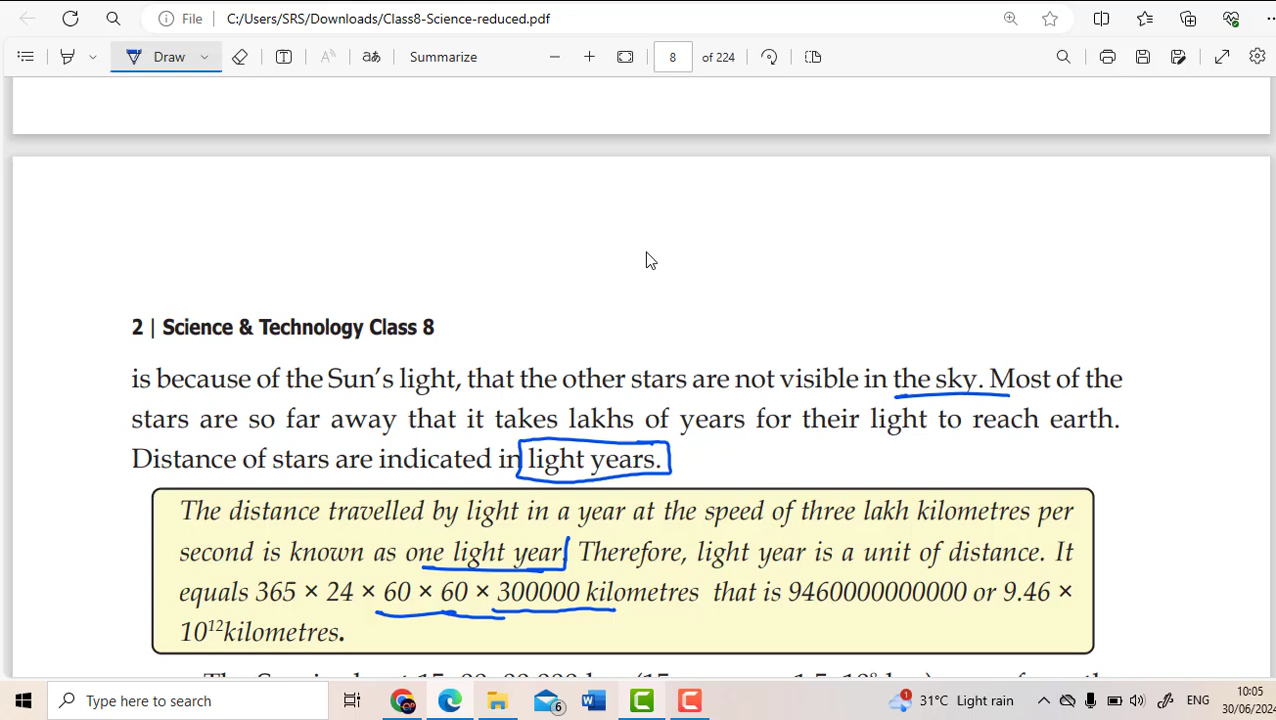 File C:/Users/SRS/Downloads/Class8-Science-reduced.pdf
Draw aあ Summarize 8 of 224
2 | Science & Technology Class 8
is because of the Sun's light, that the other stars are not visible in the sky. Most of the
stars are so far away that it takes lakhs of years for their light to reach earth.
Distance of stars are indicated in light years.
The distance travelled by light in a year at the speed of three lakh kilometres per
second is known as one light year Therefore, light year is a unit of distance. It
equals 365 × 24 × 60 × 60 × 300000 kilometres that is 9460000000000 or 9.46 ×
10¹²kilometres.
Type here to search 6 1 31°C Light rain ENG 10:05
30/06/2024